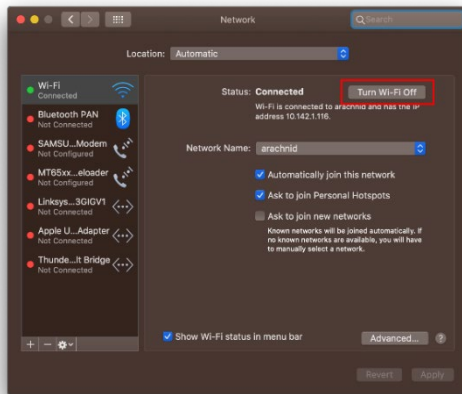 Network
Search
Location: Automatic
Wi-Fi
Connected
Bluetooth PAN
Not Connected
SAMSU...Modem
Not Configured
MT65xx...eloader
Not Configured
Linksys...3GIGV1
Not Connected
Apple U...Adapter
Not Connected
Thunde...lt Bridge
Not Connected
Status: Connected
Turn Wi-Fi Off
Wi-Fi is connected to arachnid and has the IP
address 10.142.1.116.
Network Name: arachnid
Automatically join this network
Ask to join Personal Hotspots
Ask to join new networks
Known networks will be joined automatically. If
no known networks are available, you will have
to manually select a network.
Show Wi-Fi status in menu bar
Advanced...
?
Revert
Apply